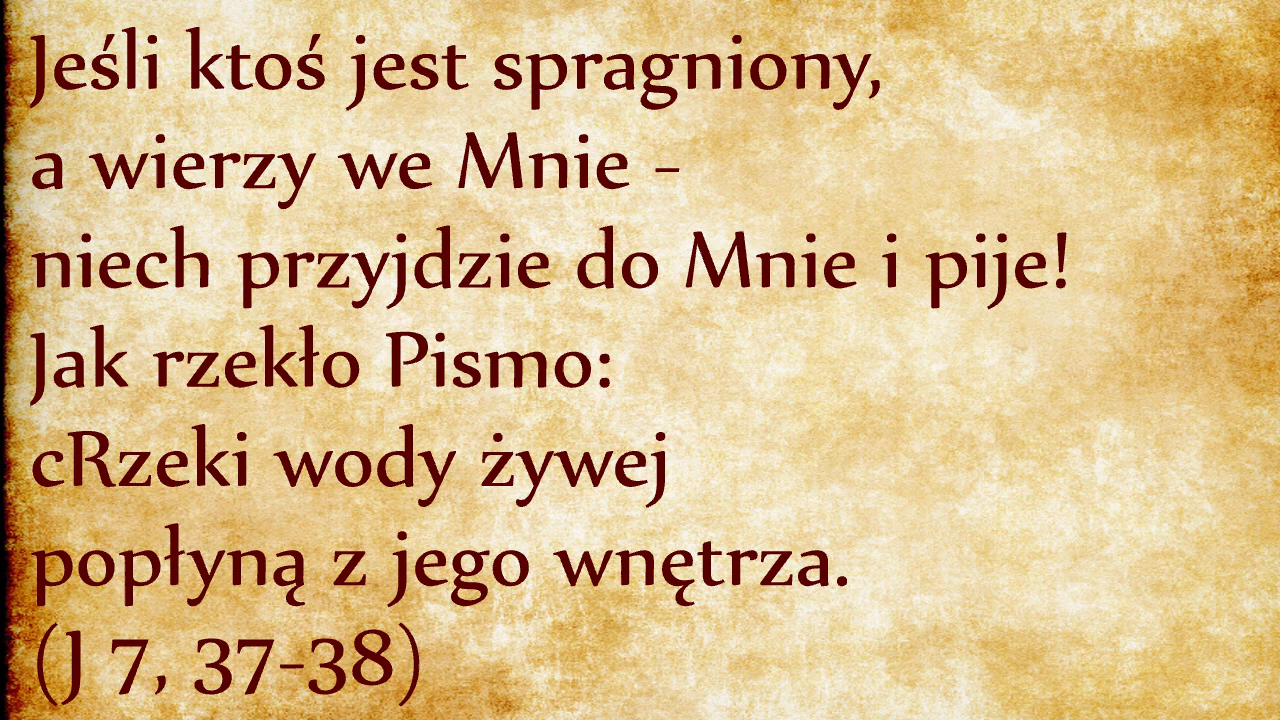 Jeśli ktoś jest spragniony,
a wierzy we Mnie -
niech przyjdzie do Mnie i pije!
Jak rzekło Pismo:
cRzeki wody żywej
popłyną z jego wnętrza.
(J 7, 37-38)